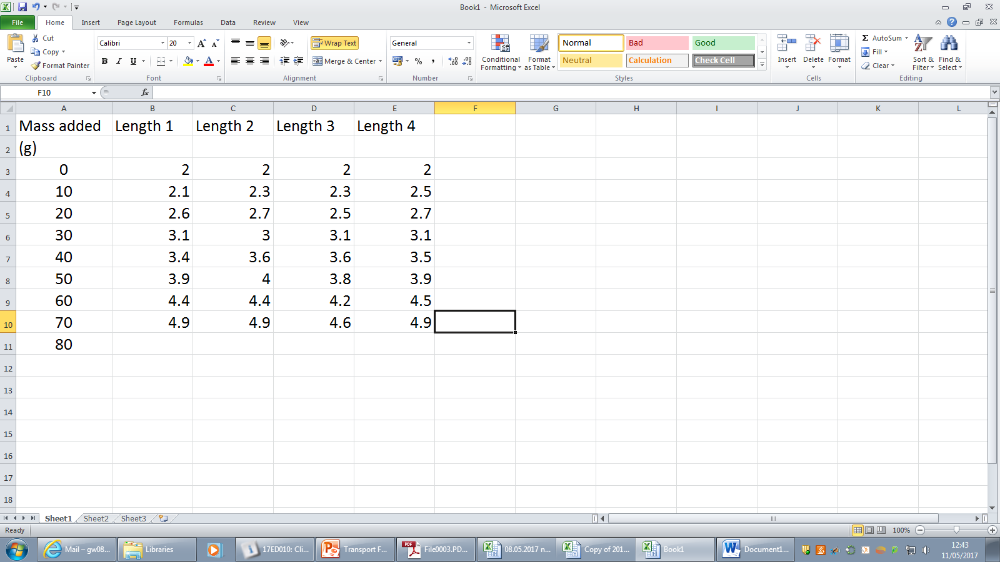 Book1 - Microsoft Excel
File Home Insert Page Layout Formulas Data Review View
Paste Cut Copy Format Painter Clipboard
Calibri 20 A A B I U A Font
Wrap Text Merge & Center Alignment
General % , Number
Conditional Formatting Format as Table
Normal Bad Good
Neutral Calculation Check Cell
Styles
Insert Delete Format Cells
Σ AutoSum Fill Clear Sort & Filter Find & Select Editing
F10 fx
A B C D E F G H I J K L
1 Mass added Length 1 Length 2 Length 3 Length 4
2 (g)
3 0 2 2 2 2
4 10 2.1 2.3 2.3 2.5
5 20 2.6 2.7 2.5 2.7
6 30 3.1 3 3.1 3.1
7 40 3.4 3.6 3.6 3.5
8 50 3.9 4 3.8 3.9
9 60 4.4 4.4 4.2 4.5
10 70 4.9 4.9 4.6 4.9
11 80
12
13
14
15
16
17
18
Sheet1 Sheet2 Sheet3
Ready 100%
Mail – gw08... Libraries 17ED010: Cli... Transport F... PDF File0003.PD... 08.05.2017 n... Copy of 201... Book1 Document1... 12:43
11/05/2017